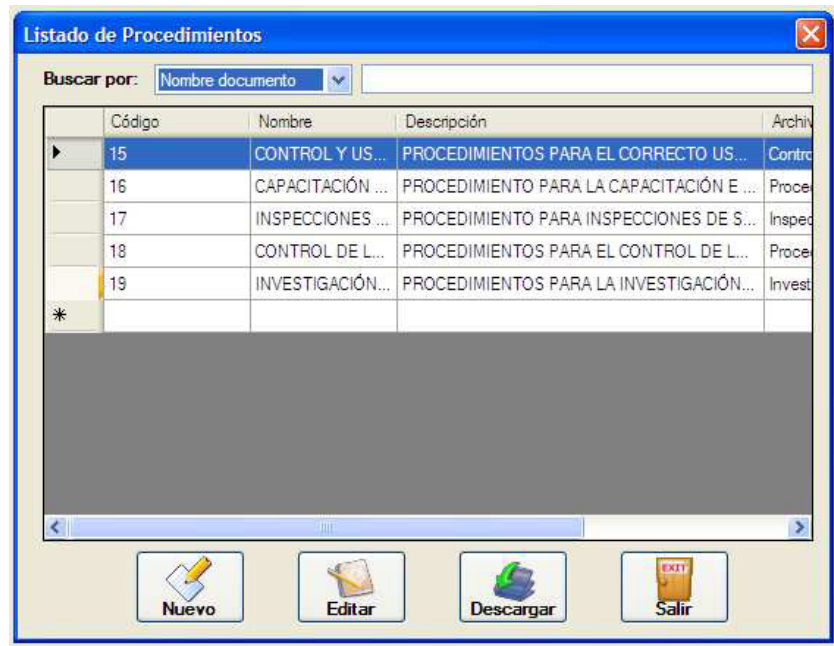 Listado de Procedimientos
Buscar por: Nombre documento
Código Nombre Descripción Archiv
15 CONTROL Y US... PROCEDIMIENTOS PARA EL CORRECTO US... Contro
16 CAPACITACIÓN ... PROCEDIMIENTO PARA LA CAPACITACIÓN E ... Proce
17 INSPECCIONES ... PROCEDIMIENTO PARA INSPECCIONES DE S... Inspec
18 CONTROL DE L... PROCEDIMIENTOS PARA EL CONTROL DE L... Proce
19 INVESTIGACIÓN... PROCEDIMIENTOS PARA LA INVESTIGACIÓN... Invest
EXIT
Nuevo Editar Descargar Salir